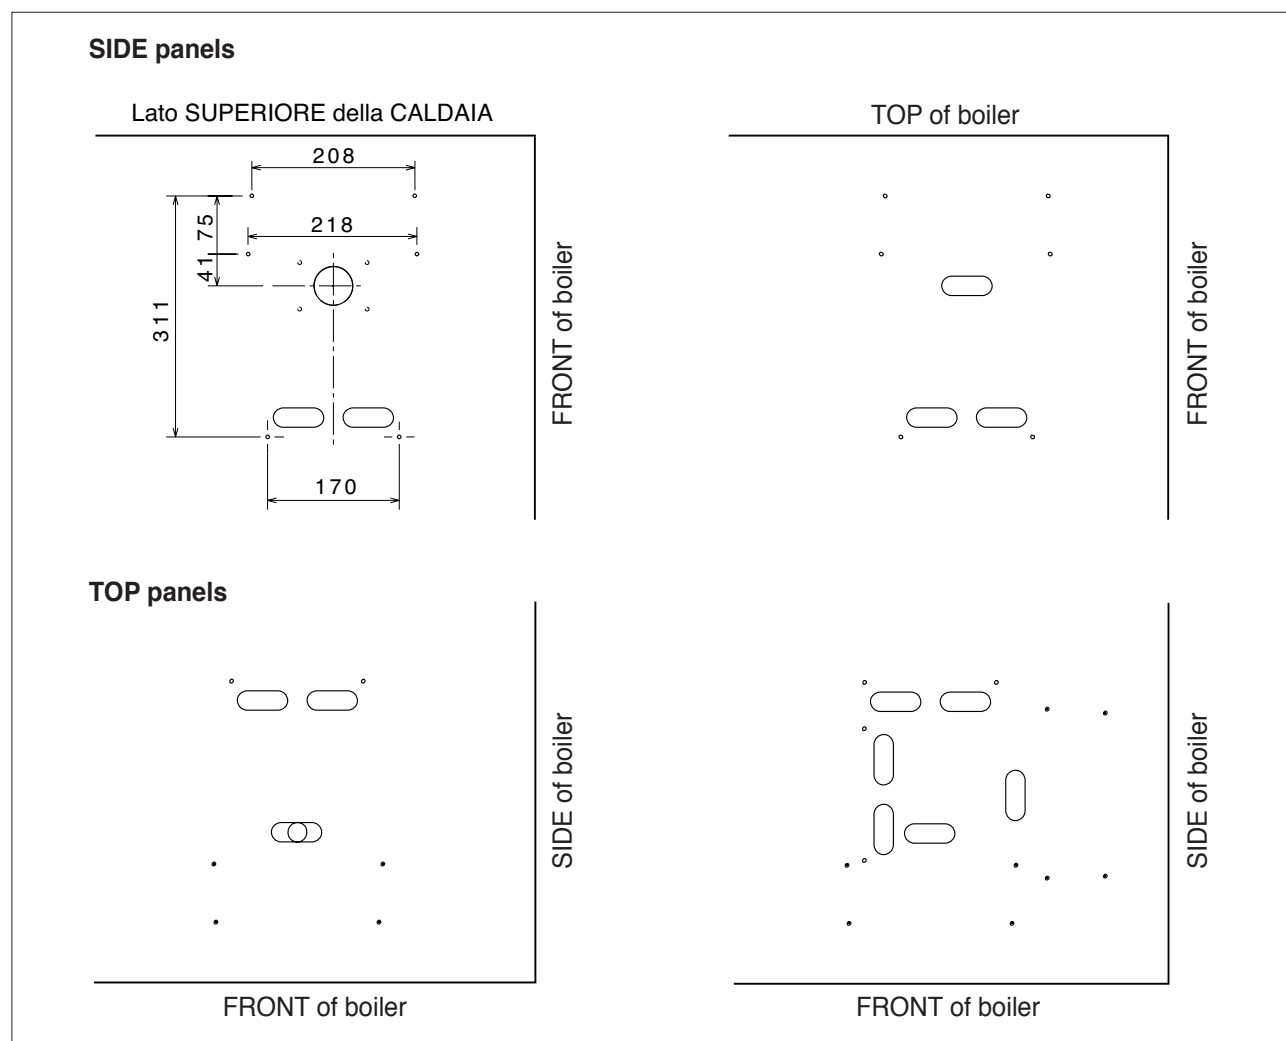 SIDE panels
Lato SUPERIORE della CALDAIA
TOP of boiler
208
75
218
41
311
FRONT of boiler
FRONT of boiler
170
TOP panels
SIDE of boiler
SIDE of boiler
FRONT of boiler
FRONT of boiler